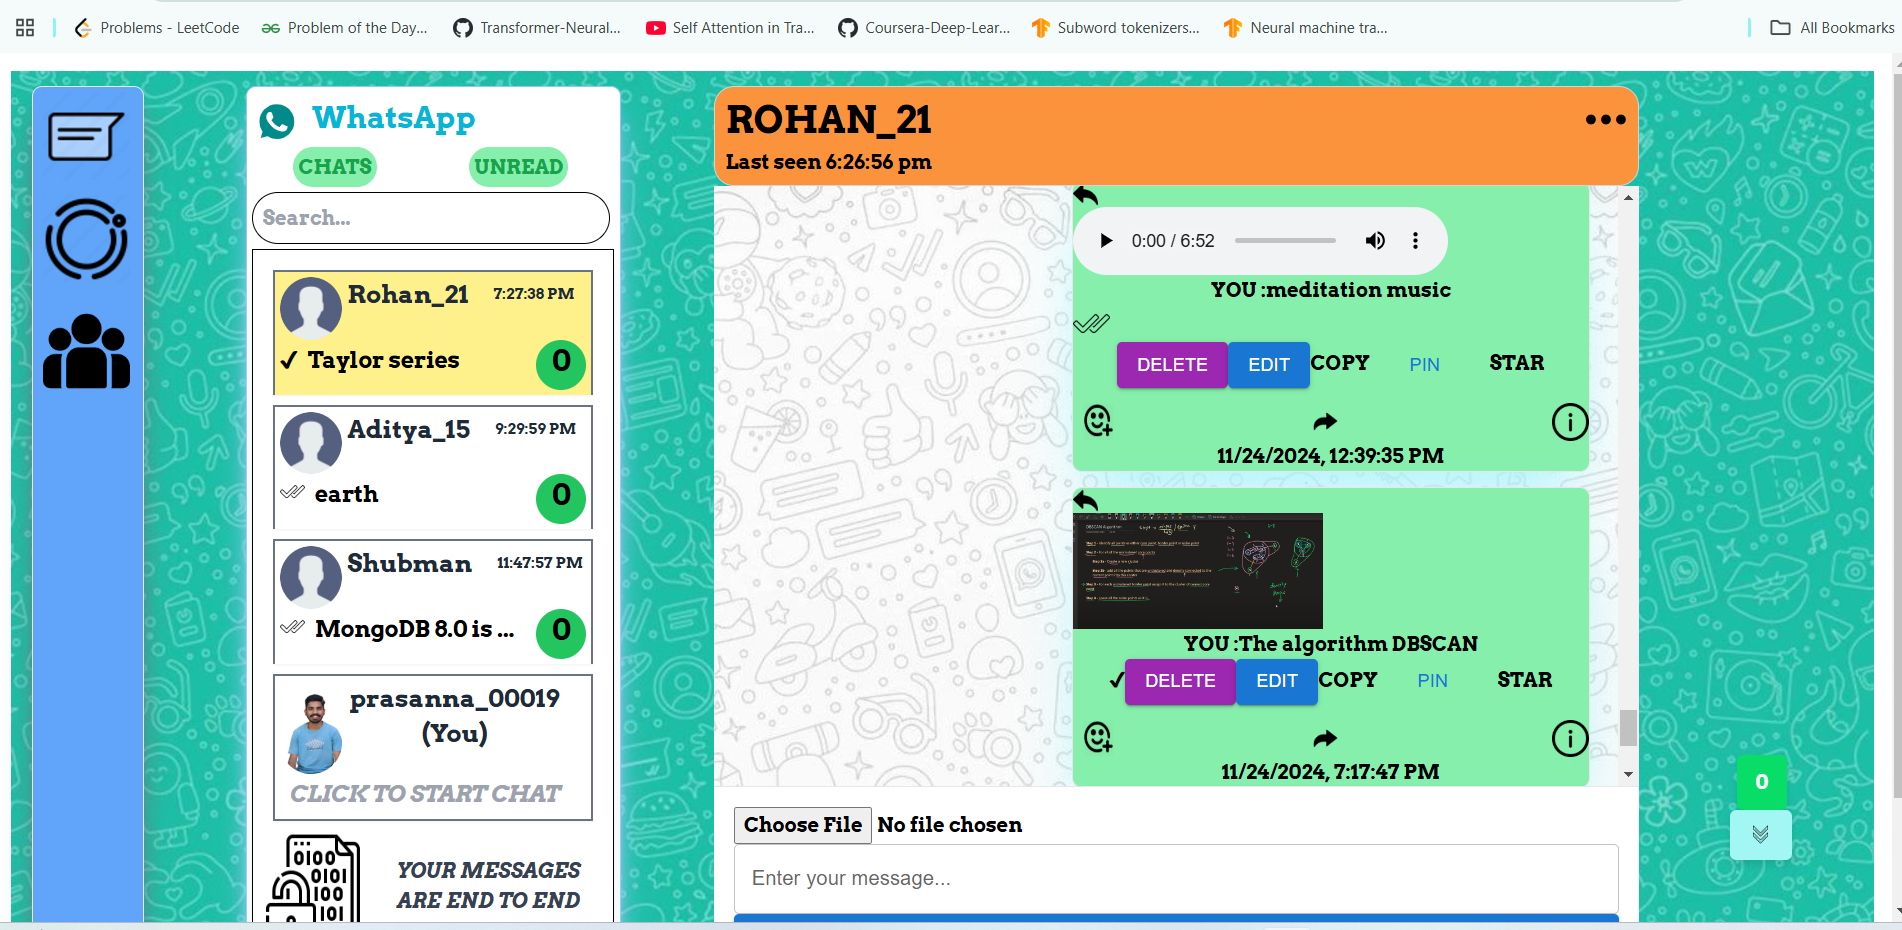 Problems - LeetCode
Problem of the Day...
Transformer-Neural...
Self Attention in Tra...
Coursera-Deep-Lear...
Subword tokenizers...
Neural machine tra...
All Bookmarks
WhatsApp
CHATS UNREAD
Search...
Rohan_21 7:27:38 PM
✓ Taylor series 0
Aditya_15 9:29:59 PM
earth 0
Shubman 11:47:57 PM
MongoDB 8.0 is ... 0
prasanna_00019
(You)
CLICK TO START CHAT
YOUR MESSAGES
ARE END TO END
ROHAN_21
Last seen 6:26:56 pm
0:00 / 6:52
YOU :meditation music
DELETE EDIT COPY PIN STAR
11/24/2024, 12:39:35 PM
DBSCAN Algorithm
YOU :The algorithm DBSCAN
✓ DELETE EDIT COPY PIN STAR
11/24/2024, 7:17:47 PM
Choose File No file chosen
Enter your message...
0